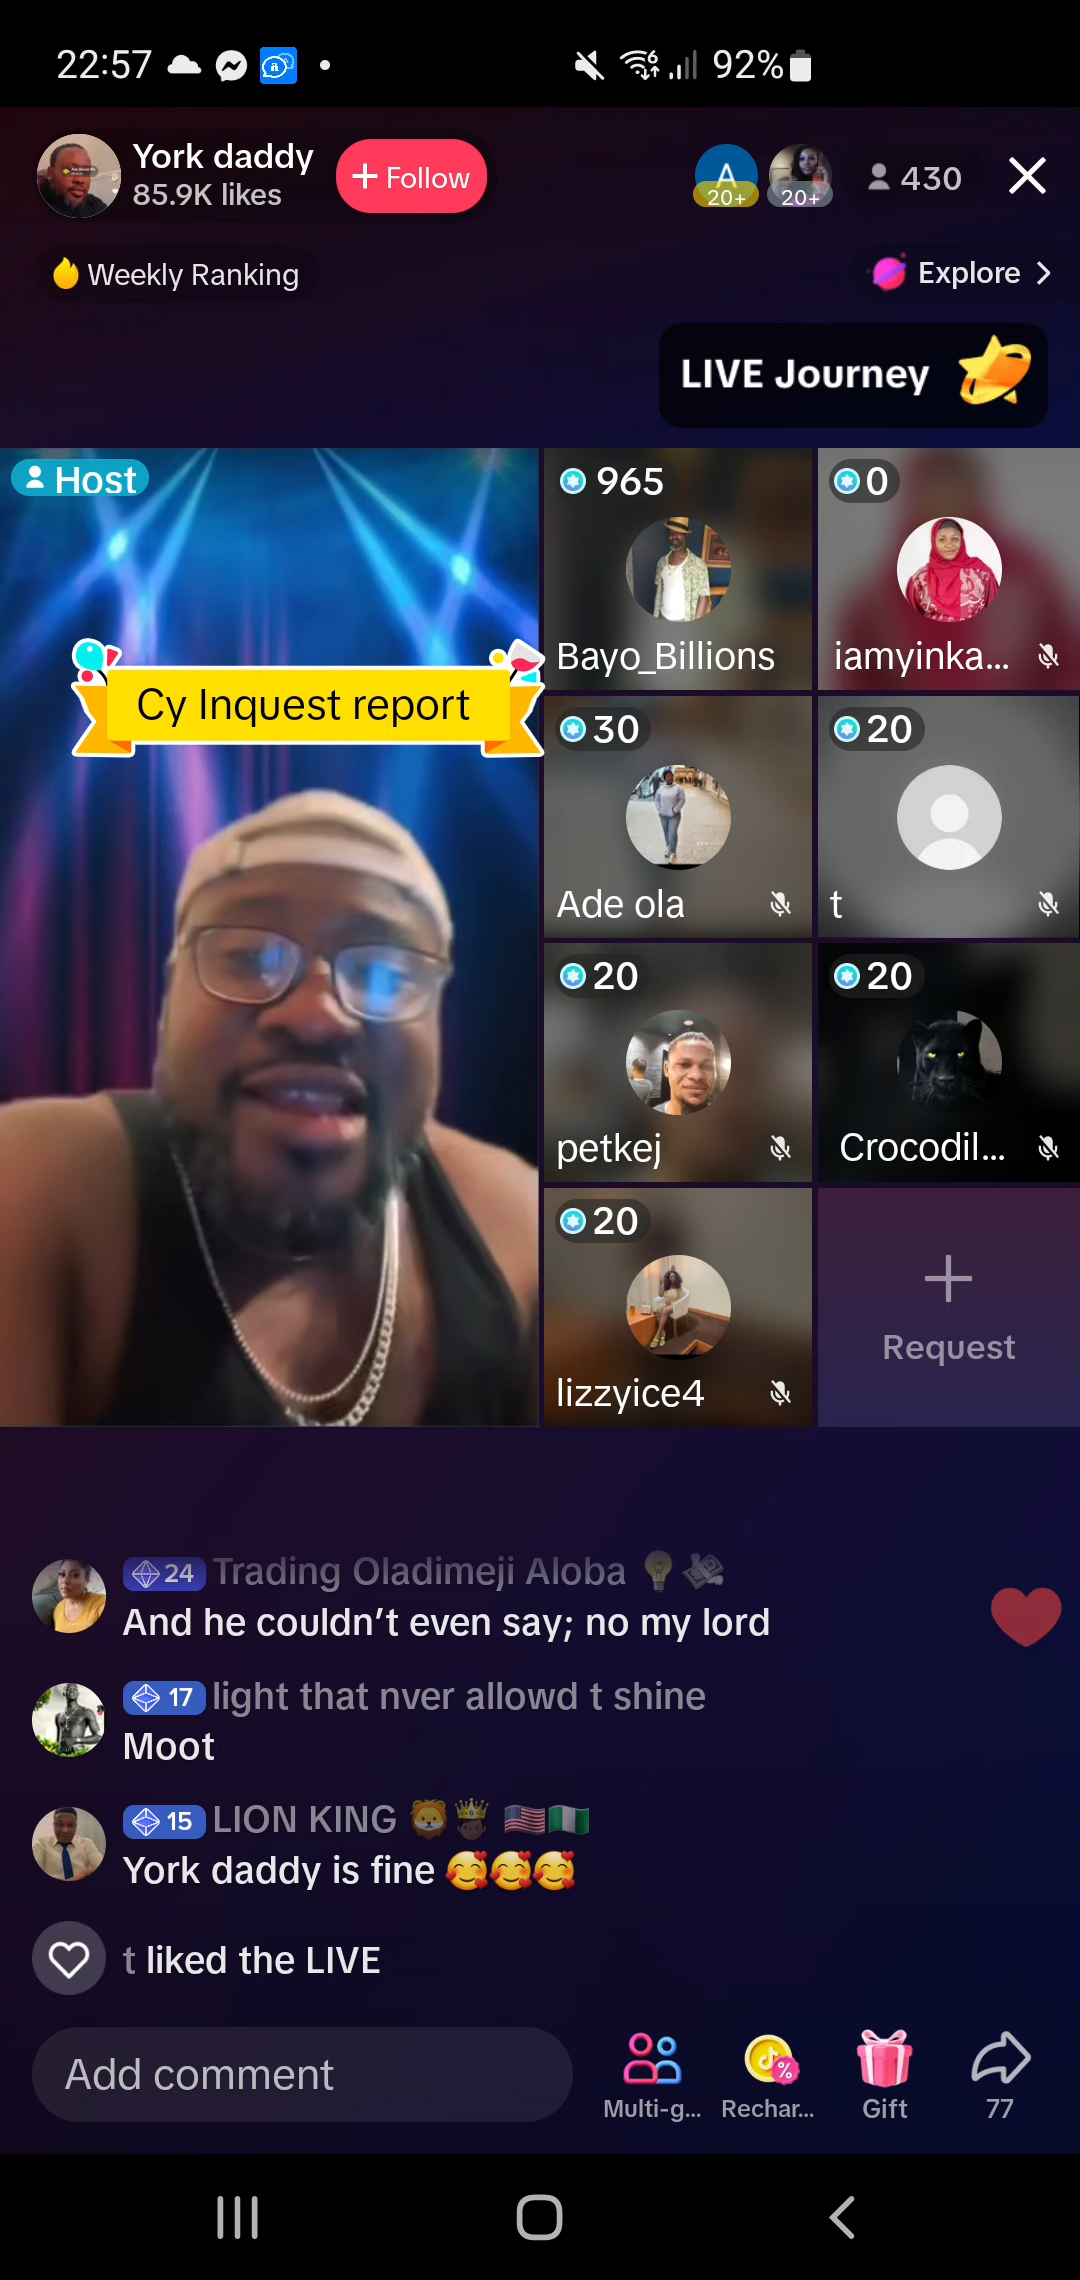 22:57
92%
York daddy
85.9K likes
+ Follow
A
20+
20+
430
Weekly Ranking
Explore >
LIVE Journey
Host
Cy Inquest report
965
Bayo_Billions
0
iamyinka...
30
Ade ola
20
t
20
petkej
20
Crocodil...
20
lizzyice4
Request
24 Trading Oladimeji Aloba 💡💸
And he couldn't even say; no my lord
17 light that nver allowd t shine
Moot
15 LION KING 🦁🤴🏿 🇺🇸🇳🇬
York daddy is fine 🥰🥰🥰
t liked the LIVE
Add comment
Multi-g...
Rechar...
Gift
77